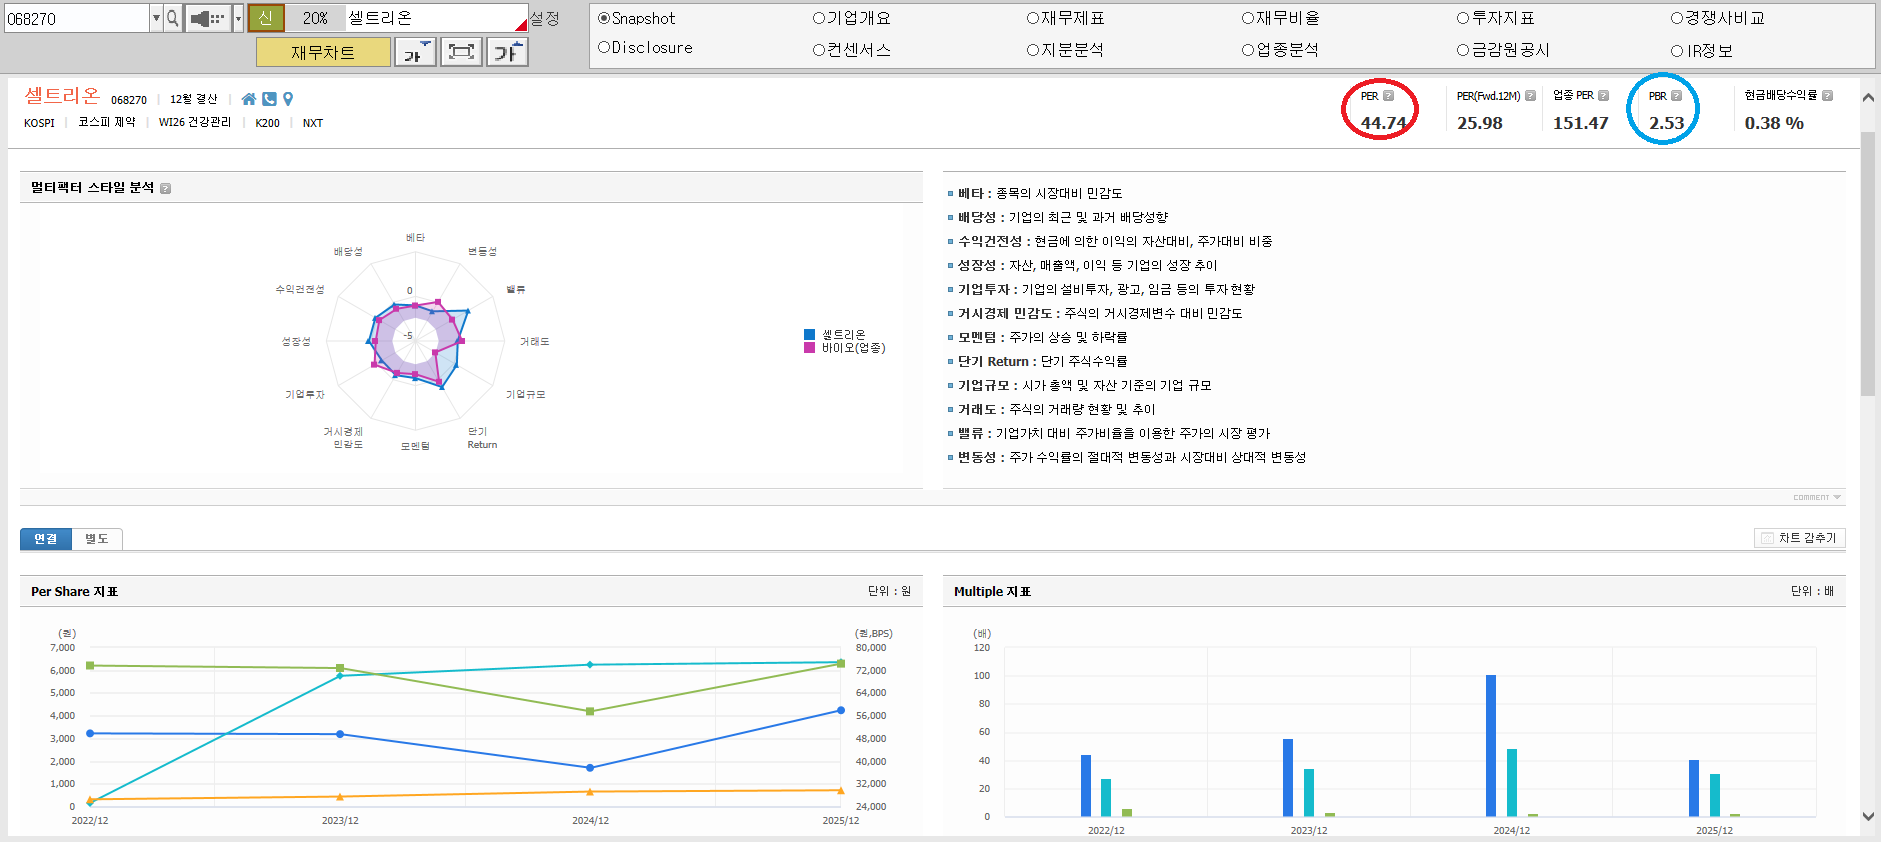 068270 신 20% 셀트리온 설정
Snapshot 기업개요 재무제표 재무비율 투자지표 경쟁사비교
Disclosure 컨센서스 지분분석 업종분석 금감원공시 IR정보
재무차트 가 가
셀트리온 068270 12월 결산
KOSPI 코스피 제약 WI26 건강관리 K200 NXT
PER PER(Fwd.12M) 업종 PER PBR 현금배당수익률
44.74 25.98 151.47 2.53 0.38 %
멀티팩터 스타일 분석
베타
변동성
밸류
거래도
기업규모
단기
Return
모멘텀
거시경제
민감도
기업투자
성장성
수익건전성
배당성
0
-5
셀트리온
바이오(업종)
베타 : 종목의 시장대비 민감도
배당성 : 기업의 최근 및 과거 배당성향
수익건전성 : 현금에 의한 이익의 자산대비, 주가대비 비중
성장성 : 자산, 매출액, 이익 등 기업의 성장 추이
기업투자 : 기업의 설비투자, 광고, 임금 등의 투자현황
거시경제 민감도 : 주식의 거시경제변수 대비 민감도
모멘텀 : 주가의 상승 및 하락률
단기 Return : 단기 주식수익률
기업규모 : 시가 총액 및 자산 기준의 기업 규모
거래도 : 주식의 거래량 현황 및 추이
밸류 : 기업가치 대비 주가비율을 이용한 주가의 시장 평가
변동성 : 주가 수익률의 절대적 변동성과 시장대비 상대적 변동성
COMMENT
연결 별도 차트 감추기
Per Share 지표 단위 : 원
(원) (원,BPS)
7,000 80,000
6,000 72,000
5,000 64,000
4,000 56,000
3,000 48,000
2,000 40,000
1,000 32,000
0 24,000
2022/12 2023/12 2024/12 2025/12
Multiple 지표 단위 : 배
(배)
120
100
80
60
40
20
0
2022/12 2023/12 2024/12 2025/12